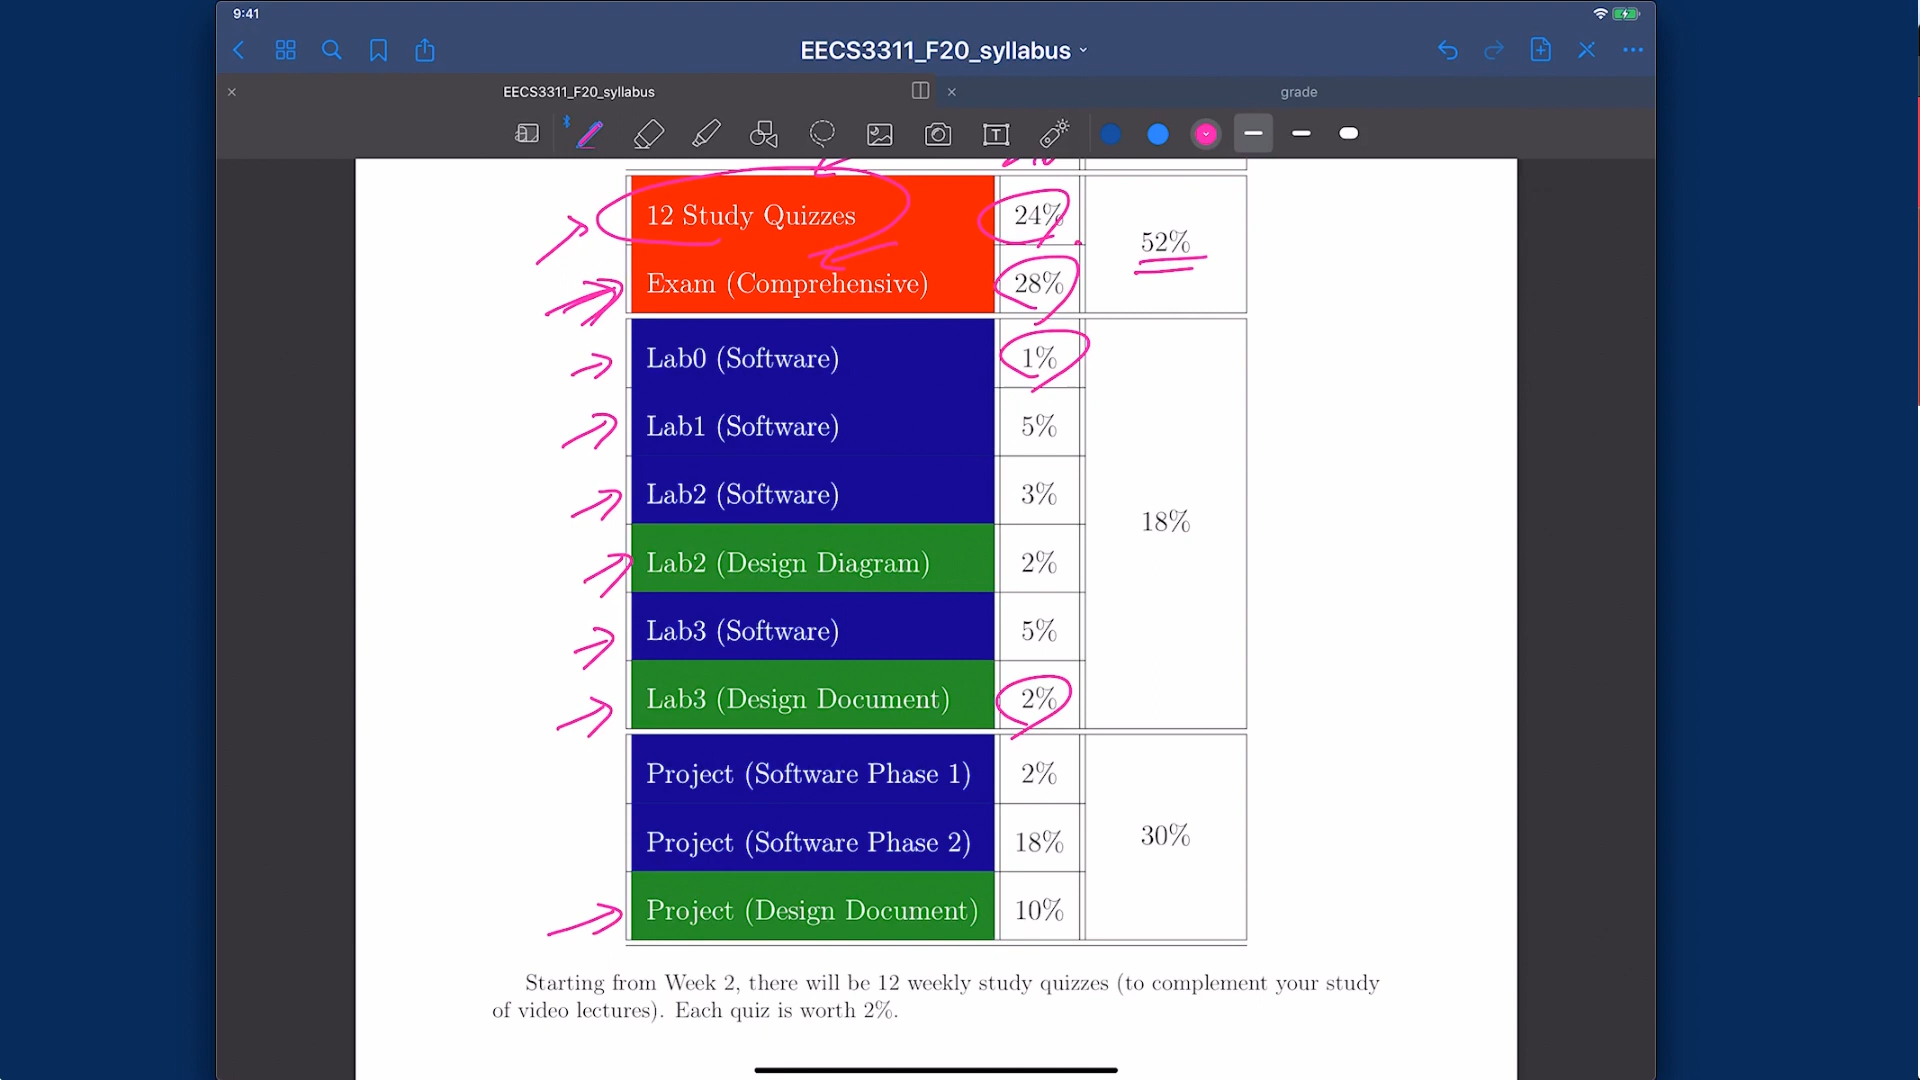 9:41
EECS3311_F20_syllabus
EECS3311_F20_syllabus
grade
12 Study Quizzes 24%
52%
Exam (Comprehensive) 28%
Lab0 (Software) 1%
Lab1 (Software) 5%
Lab2 (Software) 3%
18%
Lab2 (Design Diagram) 2%
Lab3 (Software) 5%
Lab3 (Design Document) 2%
Project (Software Phase 1) 2%
Project (Software Phase 2) 18%
30%
Project (Design Document) 10%
Starting from Week 2, there will be 12 weekly study quizzes (to complement your study
of video lectures). Each quiz is worth 2%.